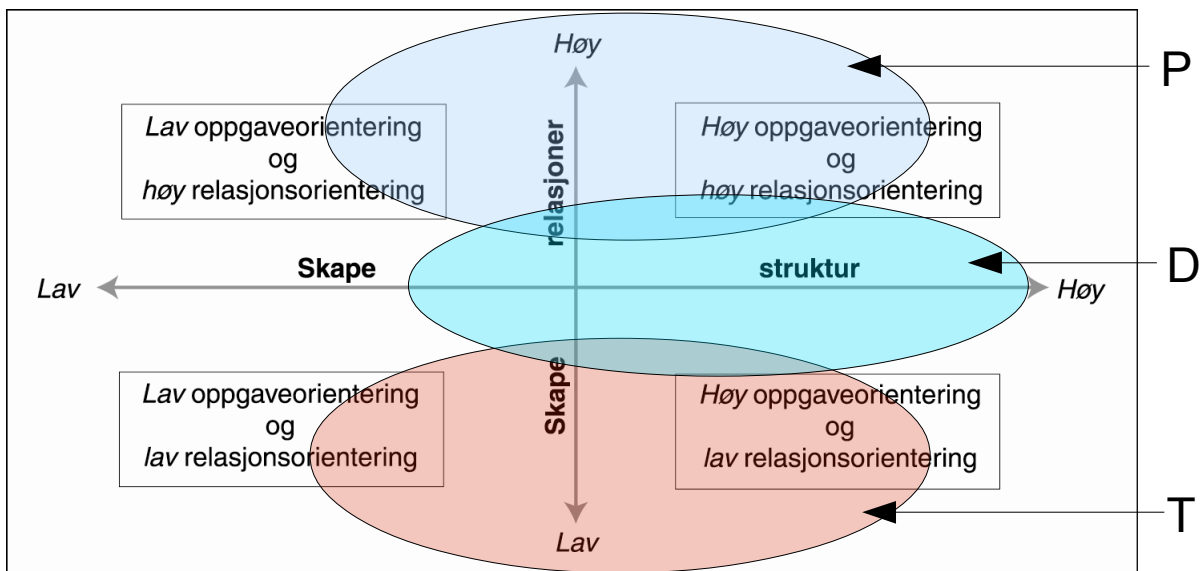 Høy
P
Lav oppgaveorientering
og
høy relasjonsorientering
relasjoner
Høy oppgaveorientering
og
høy relasjonsorientering
Skape
struktur
D
Lav
Høy
Skape
Lav oppgaveorientering
og
lav relasjonsorientering
Høy oppgaveorientering
og
lav relasjonsorientering
T
Lav